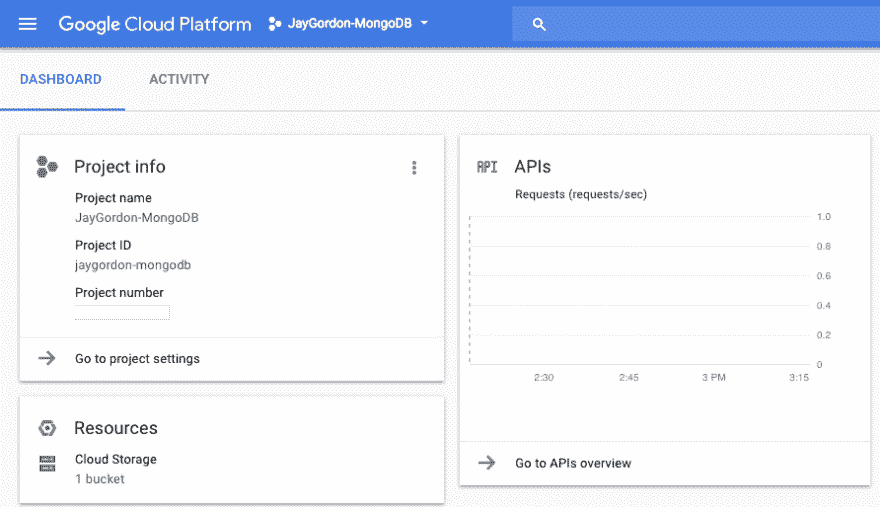 Google Cloud Platform
JayGordon-MongoDB
DASHBOARD
ACTIVITY
Project info
Project name
JayGordon-MongoDB
Project ID
jaygordon-mongodb
Project number
Go to project settings
Resources
Cloud Storage
1 bucket
API
APIs
Requests (requests/sec)
1.0
0.8
0.6
0.4
0.2
0
2:30 2:45 3 PM 3:15
Go to APIs overview